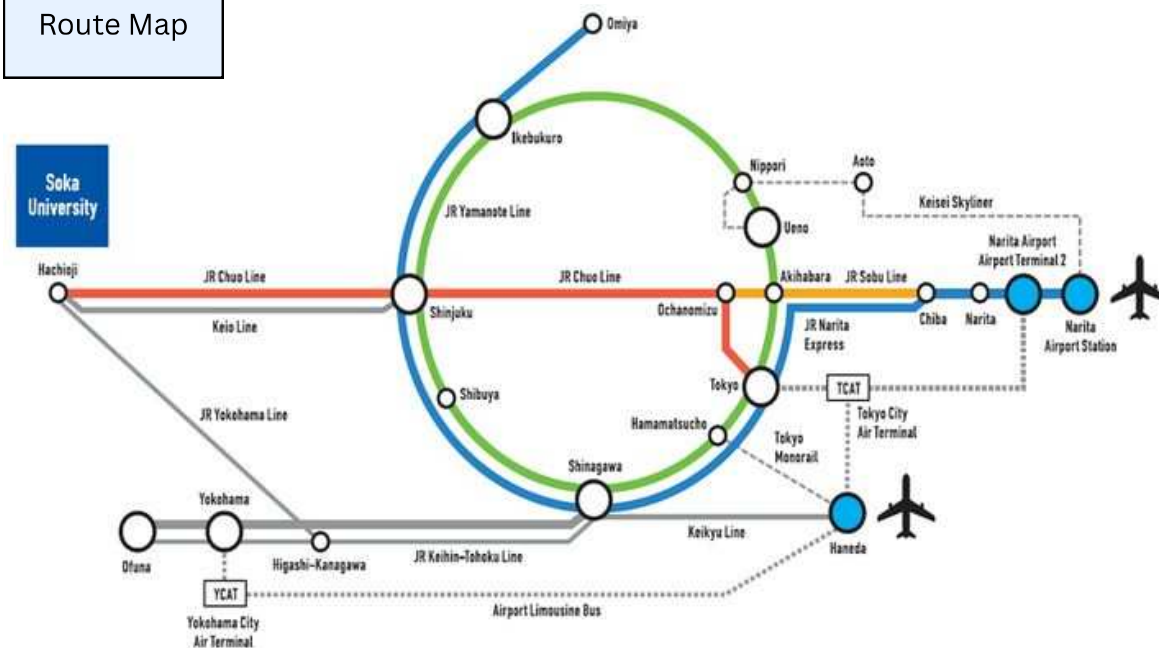 Route Map
Omiya
Ikebukuro
Soka
University
Nippori
Aoto
JR Yamanote Line
Keisei Skyliner
Ueno
Narita Airport
Airport Terminal 2
Hachioji
JR Chuo Line
JR Chuo Line
Akihabara
JR Sobu Line
Keio Line
Shinjuku
Ochanomizu
JR Narita
Express
Chiba
Narita
Narita
Airport Station
Tokyo
TCAT
Shibuya
JR Yokohama Line
Hamamatsucho
Tokyo
Monorail
Tokyo City
Air Terminal
Shinagawa
Yokohama
Keikyu Line
Ofuna
Higashi-Kanagawa
JR Keihin-Tohoku Line
Haneda
YCAT
Airport Limousine Bus
Yokohama City
Air Terminal